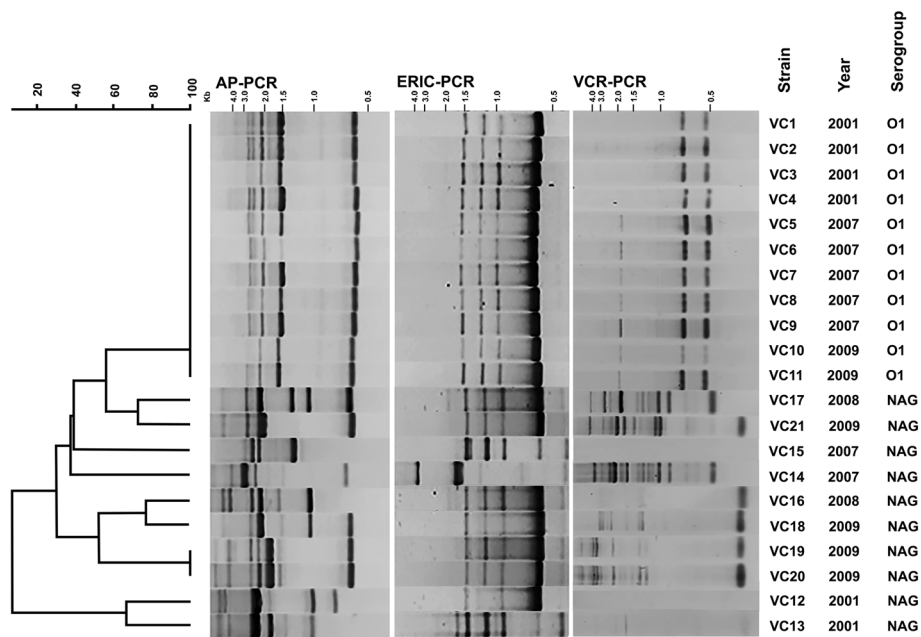 20 40 60 80 100
AP-PCR ERIC-PCR VCR-PCR Strain Year Serogroup
Kb 4.0 3.0 2.0 1.5 1.0 0.5 4.0 3.0 2.0 1.5 1.0 0.5 4.0 3.0 2.0 1.5 1.0 0.5
VC1 2001 O1
VC2 2001 O1
VC3 2001 O1
VC4 2001 O1
VC5 2007 O1
VC6 2007 O1
VC7 2007 O1
VC8 2007 O1
VC9 2007 O1
VC10 2009 O1
VC11 2009 O1
VC17 2008 NAG
VC21 2009 NAG
VC15 2007 NAG
VC14 2007 NAG
VC16 2008 NAG
VC18 2009 NAG
VC19 2009 NAG
VC20 2009 NAG
VC12 2001 NAG
VC13 2001 NAG